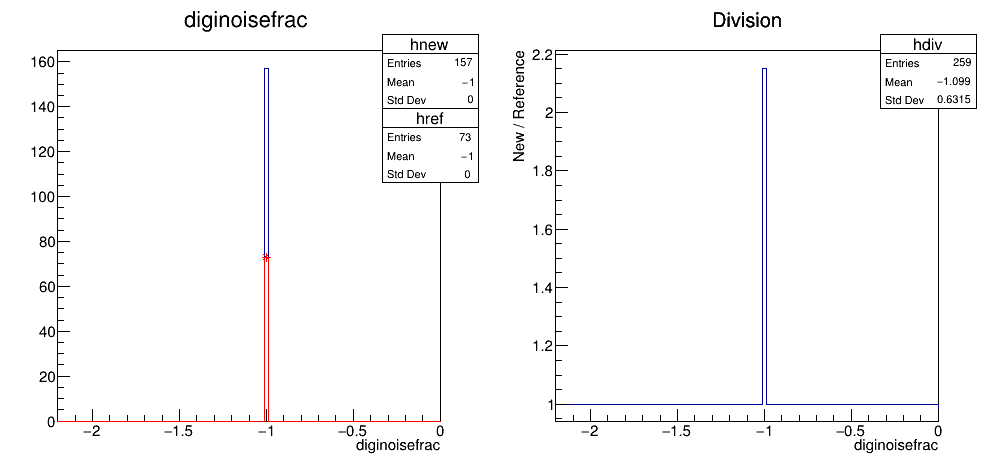 diginoisefrac
hnew
Entries 157
Mean −1
Std Dev 0
href
Entries 73
Mean −1
Std Dev 0
160
140
120
100
80
60
40
20
0
−2 −1.5 −1 −0.5 0
diginoisefrac
Division
hdiv
Entries 259
Mean −1.099
Std Dev 0.6315
New / Reference
2.2
2
1.8
1.6
1.4
1.2
1
−2 −1.5 −1 −0.5 0
diginoisefrac